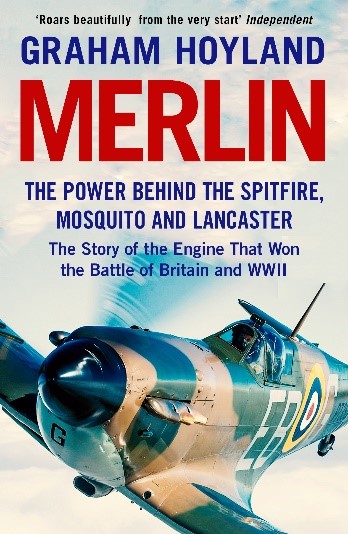 'Roars beautifully from the very start' Independent
GRAHAM HOYLAND
MERLIN
THE POWER BEHIND THE SPITFIRE,
MOSQUITO AND LANCASTER
The Story of the Engine That Won
the Battle of Britain and WWII
G
EB